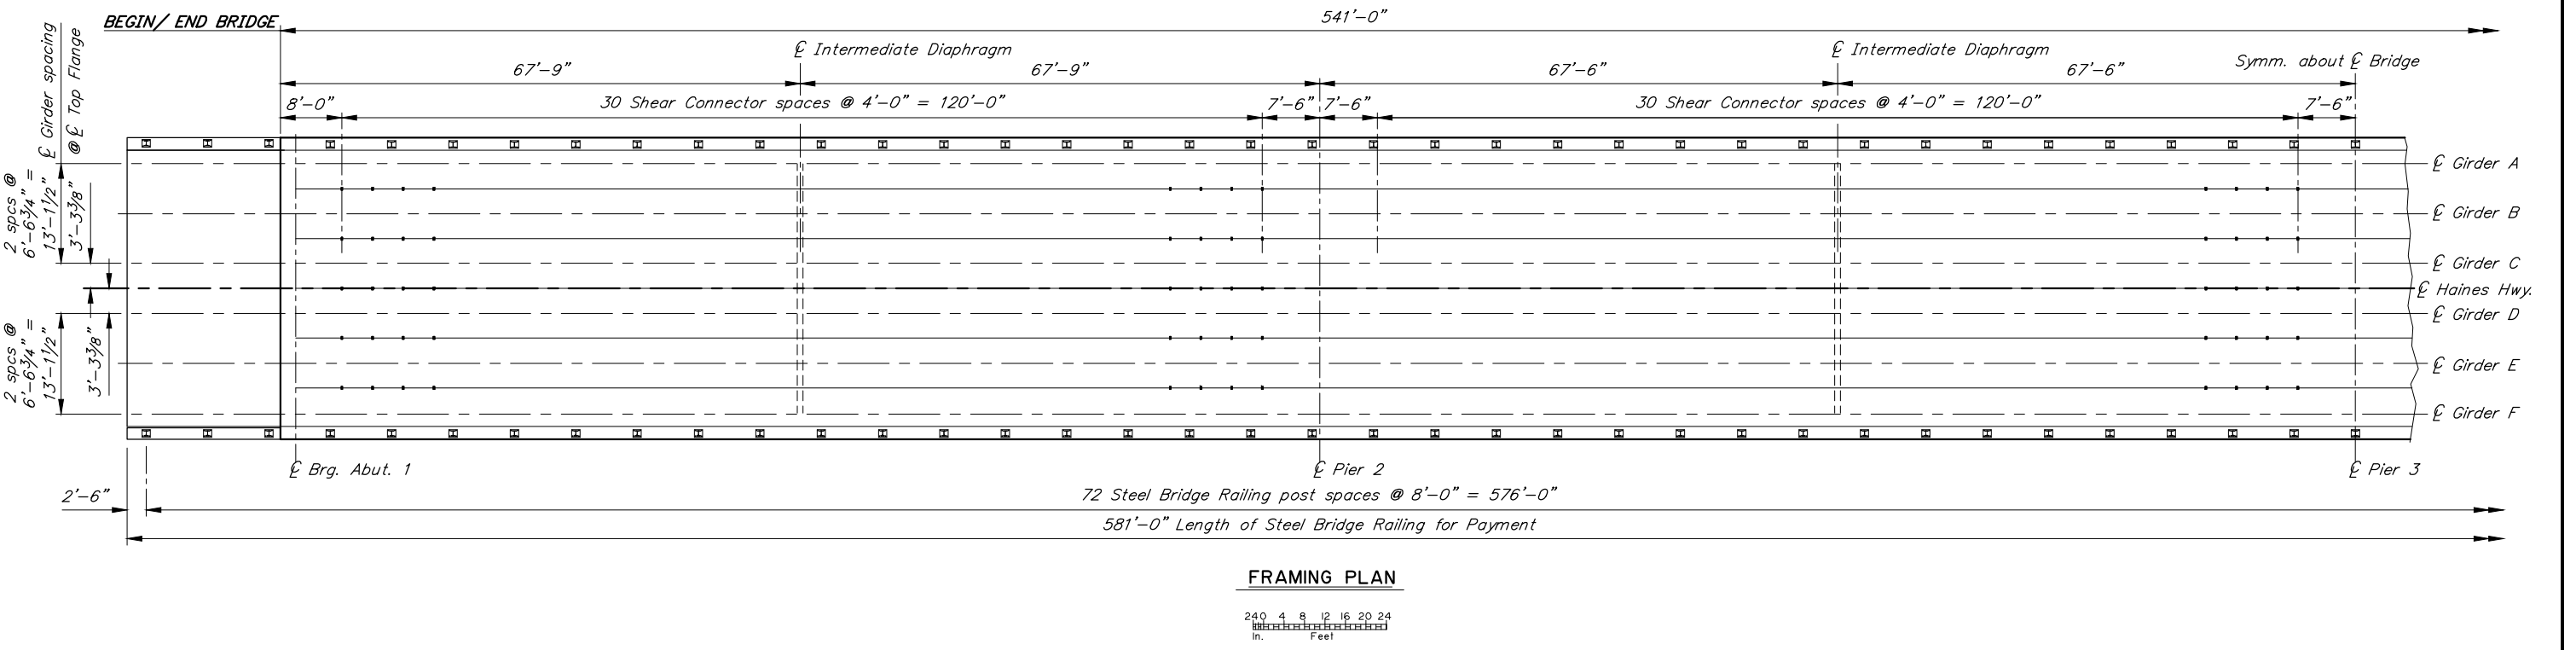 BEGIN/ END BRIDGE
541'-0"
℄ Intermediate Diaphragm
℄ Intermediate Diaphragm
67'-9"
67'-9"
67'-6"
67'-6"
Symm. about ℄ Bridge
8'-0"
30 Shear Connector spaces @ 4'-0" = 120'-0"
7'-6"
7'-6"
30 Shear Connector spaces @ 4'-0" = 120'-0"
7'-6"
2 spcs @
6'-6¾" =
13'-1½"
℄ Girder spacing
@ ℄ Top Flange
3'-3⅜"
2 spcs @
6'-6¾" =
13'-1½"
3'-3⅜"
℄ Girder A
℄ Girder B
℄ Girder C
℄ Haines Hwy.
℄ Girder D
℄ Girder E
℄ Girder F
℄ Brg. Abut. 1
℄ Pier 2
℄ Pier 3
2'-6"
72 Steel Bridge Railing post spaces @ 8'-0" = 576'-0"
581'-0" Length of Steel Bridge Railing for Payment
FRAMING PLAN
24 0 4 8 12 16 20 24
In. Feet